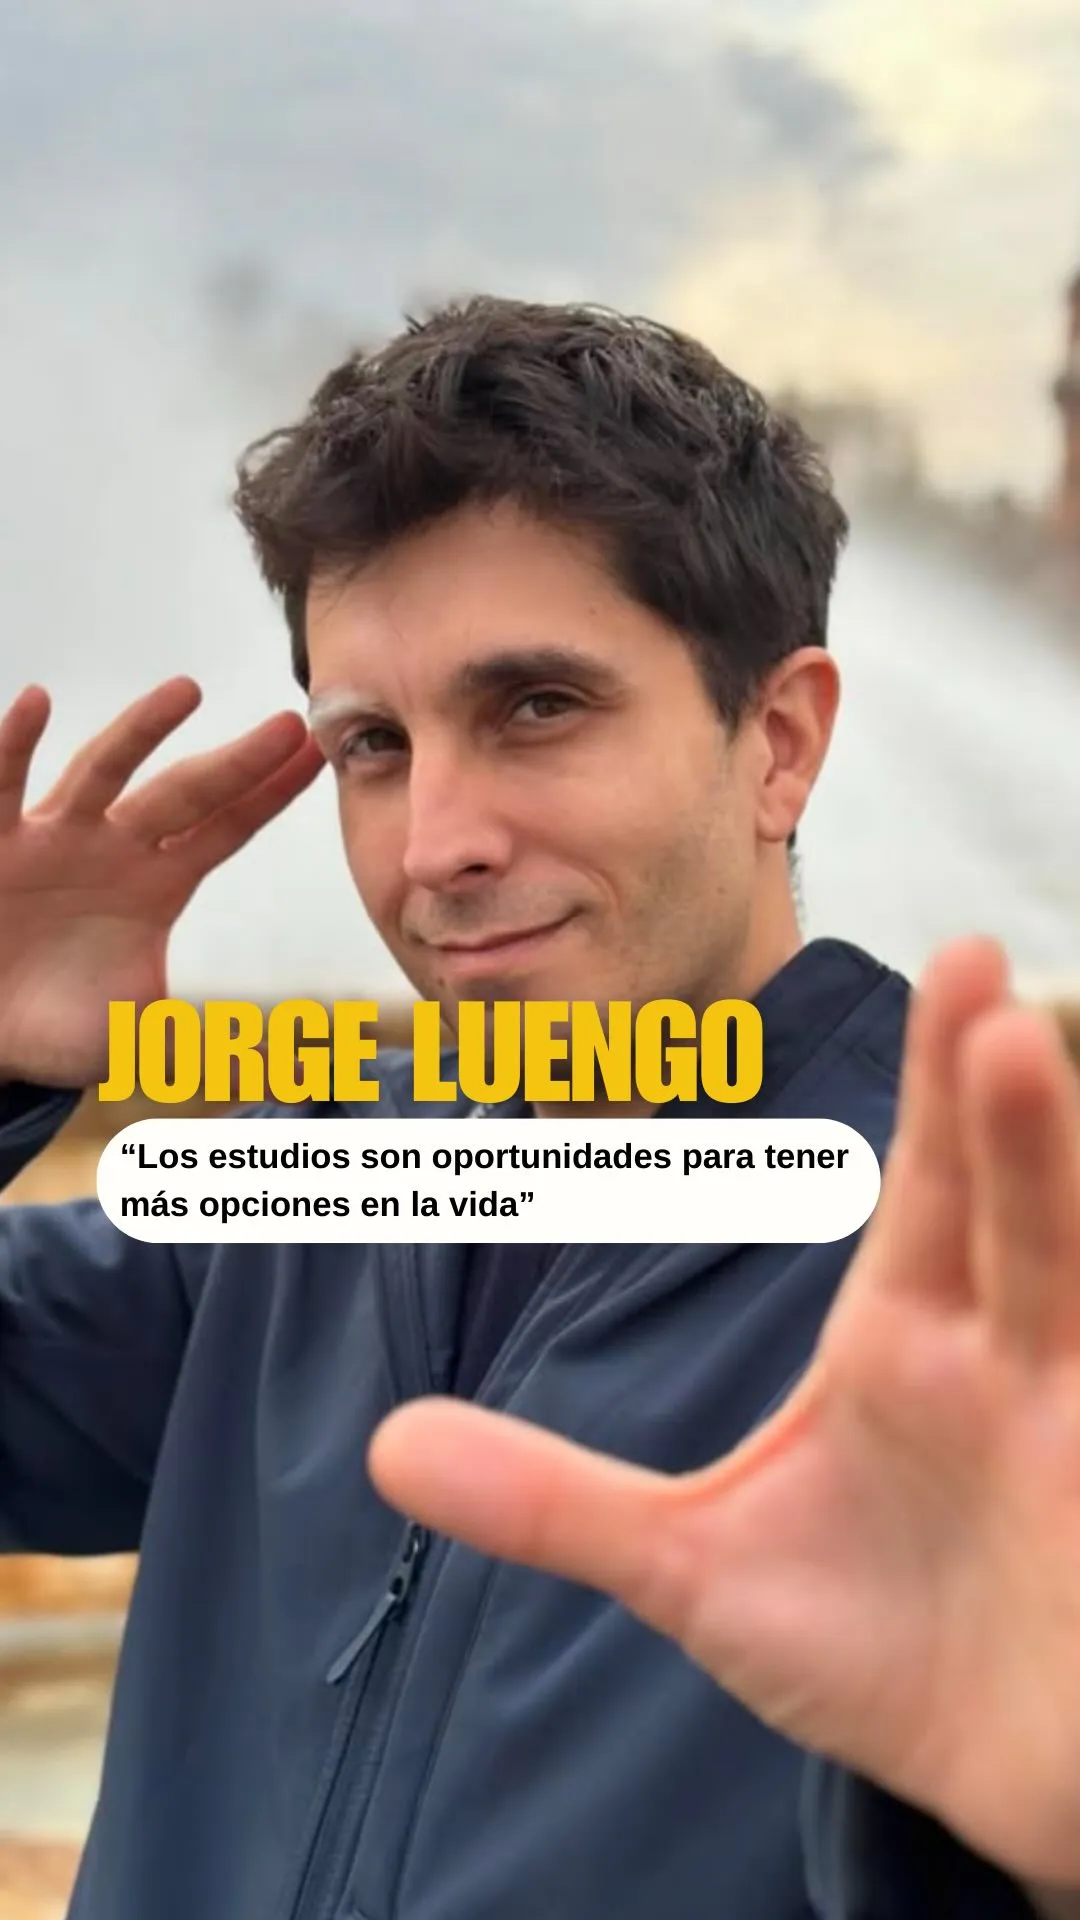 JORGE LUENGO
“Los estudios son oportunidades para tener
más opciones en la vida”